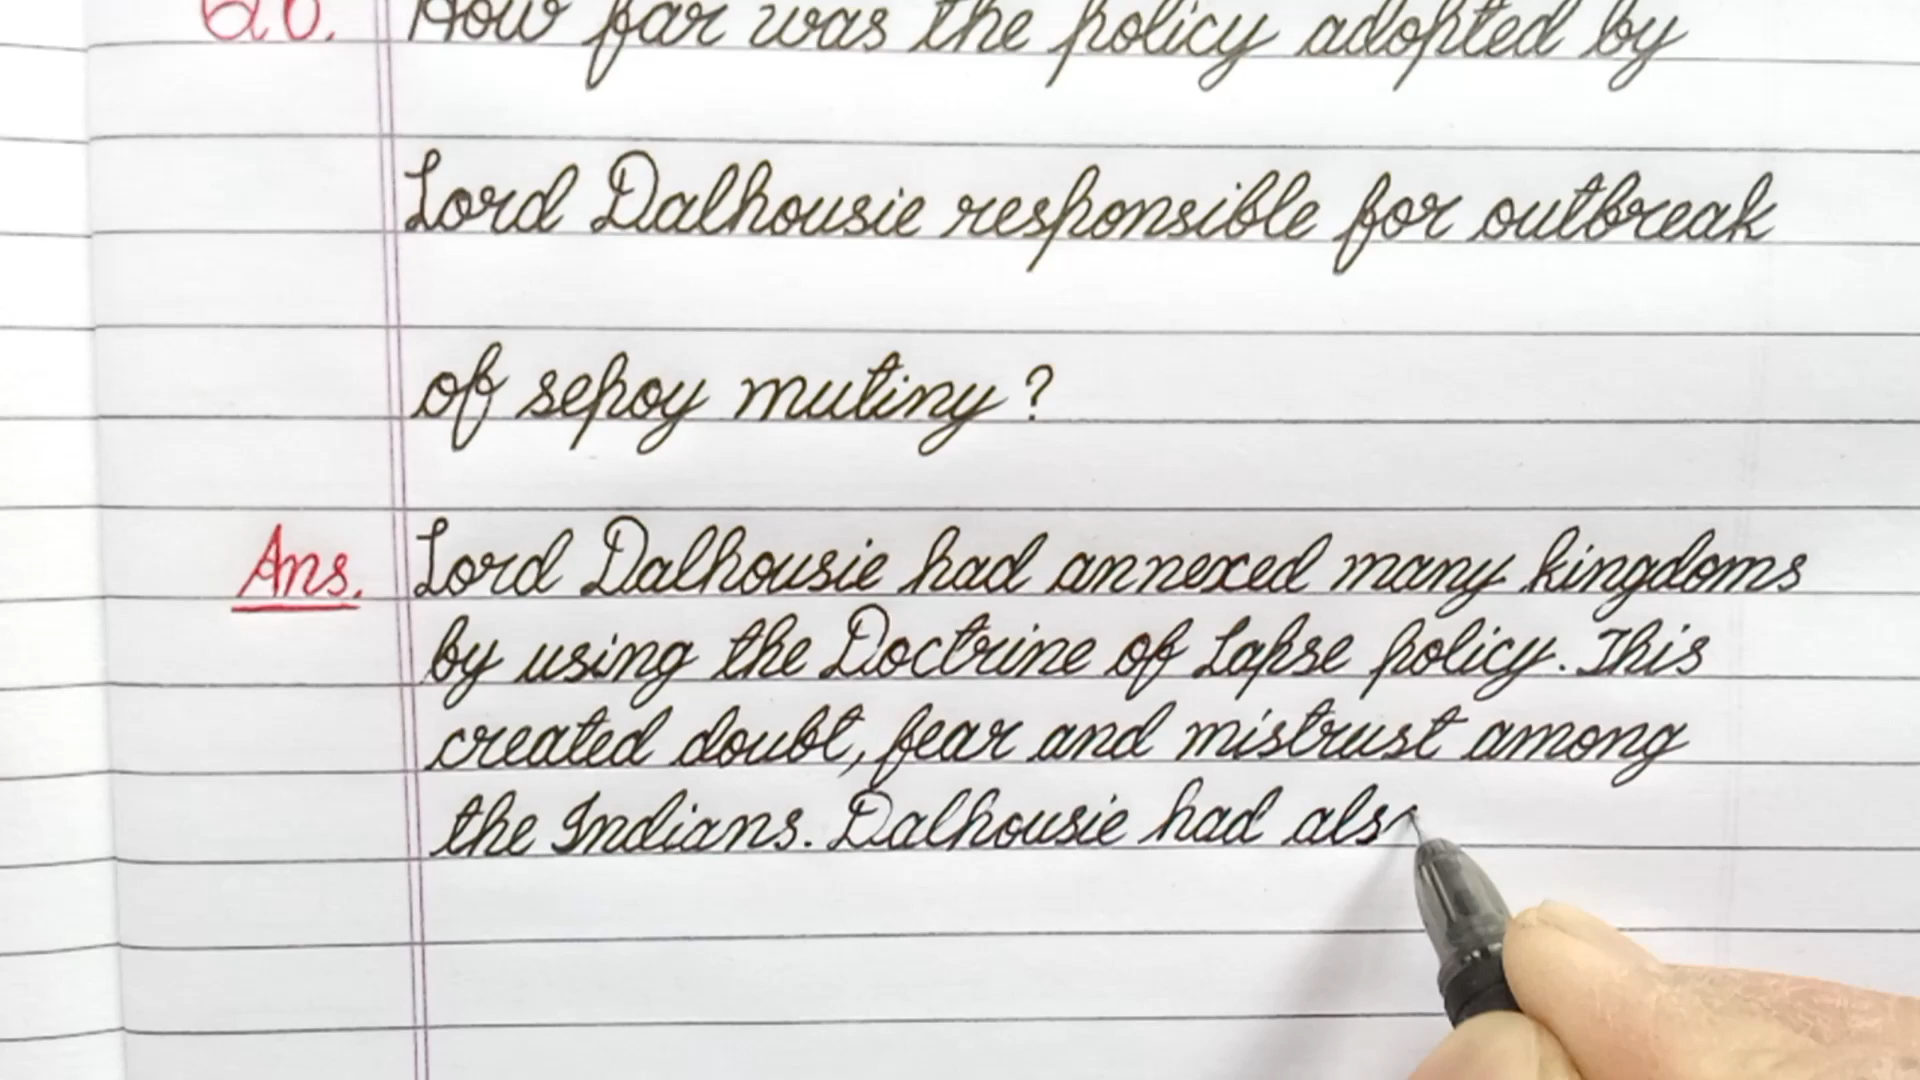 How far was the policy adopted by
Lord Dalhousie responsible for outbreak
of sepoy mutiny?
Ans. Lord Dalhousie had annexed many kingdoms
by using the Doctrine of Lapse policy. This
created doubt, fear and mistrust among
the Indians. Dalhousie had als